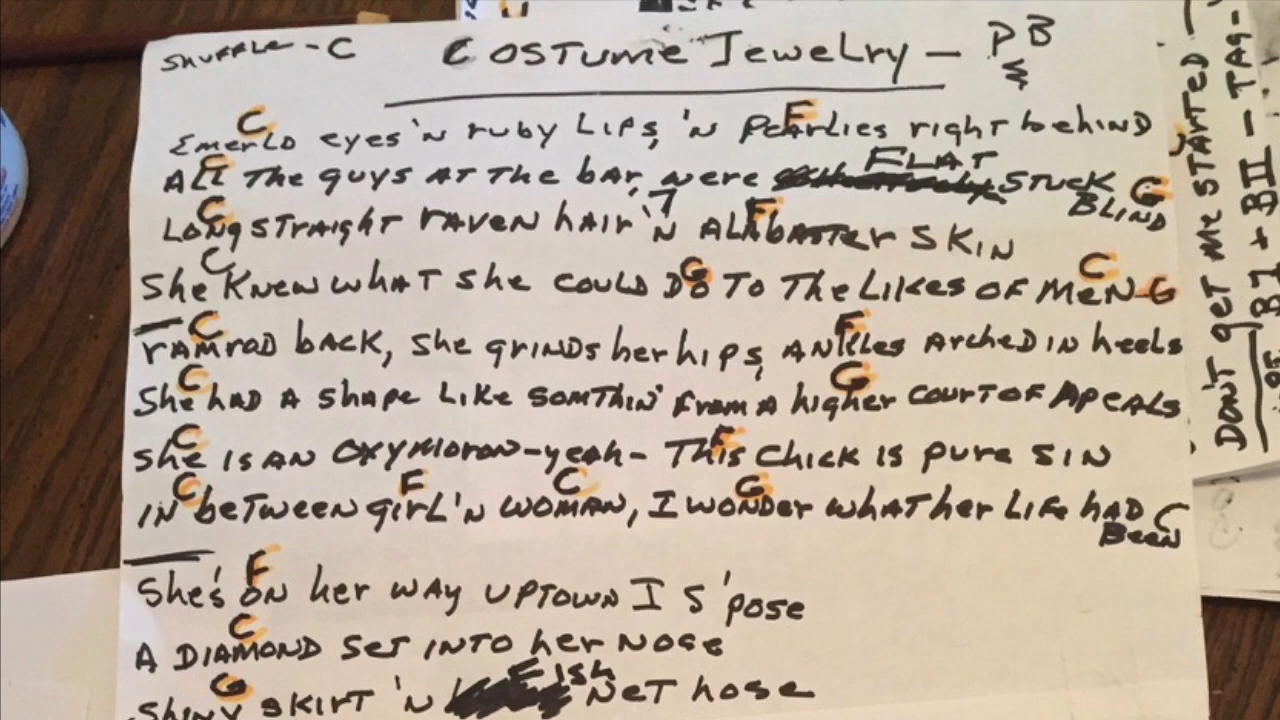 SHUFFLE - C COSTUME Jewelry - PB
C F
EmerLD eyes 'n ruby Lips, 'n PeArlies right behinD
C FLAT G
ALL The guys AT The bar, were STUCK BLIND
C F
LONg STrAIgHT raven hair 'N ALAbaster SKIN
C G C G
She Knew what She could Do To The Likes of MeN
C F
ramroD back, She grinDs her hips, ANkles ArcheD IN heels
C G
She HAD A Shape Like SOMTHIN' From A higher COURT OF ApeALs
C F
She IS AN OXYMORON - yeah - This Chick is pure SIN
C F C G C
IN between girL 'N WOMAN, I WONDer what her Life HAD Been
F
She's ON her WAY UPTOWN I S'pose
C
A DIAMOND Set INTO her NOSe
G Fish
Shiny SKIRT 'N NeT hose
DON'T geT Me STARTeD
BI + BII - TAG-